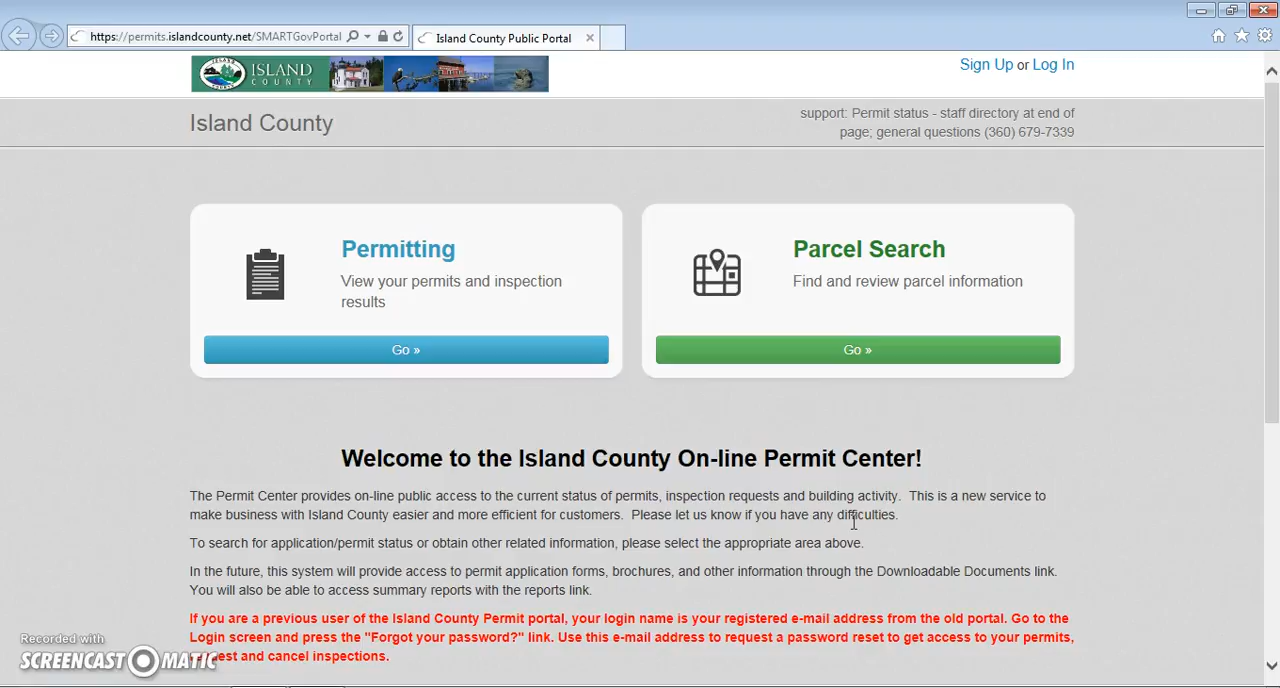 https://permits.islandcounty.net/SMARTGovPortal
Island County Public Portal
ISLAND
COUNTY
Sign Up or Log In
Island County
support: Permit status - staff directory at end of
page; general questions (360) 679-7339
Permitting
View your permits and inspection
results
Go »
Parcel Search
Find and review parcel information
Go »
Welcome to the Island County On-line Permit Center!
The Permit Center provides on-line public access to the current status of permits, inspection requests and building activity.  This is a new service to
make business with Island County easier and more efficient for customers.  Please let us know if you have any difficulties.
To search for application/permit status or obtain other related information, please select the appropriate area above.
In the future, this system will provide access to permit application forms, brochures, and other information through the Downloadable Documents link.
You will also be able to access summary reports with the reports link.
If you are a previous user of the Island County Permit portal, your login name is your registered e-mail address from the old portal. Go to the
Login screen and press the "Forgot your password?" link. Use this e-mail address to request a password reset to get access to your permits,
and cancel inspections.
Recorded with
SCREENCAST MATIC